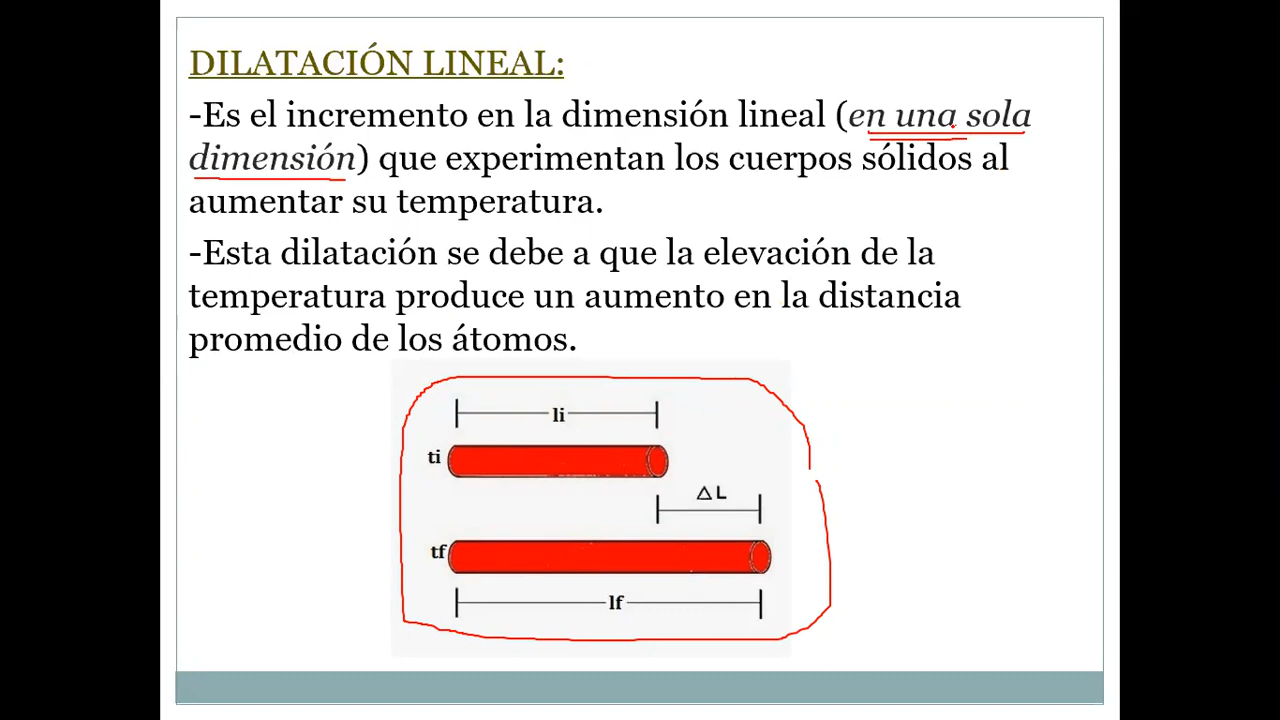 DILATACIÓN LINEAL:
-Es el incremento en la dimensión lineal (en una sola
dimensión) que experimentan los cuerpos sólidos al
aumentar su temperatura.
-Esta dilatación se debe a que la elevación de la
temperatura produce un aumento en la distancia
promedio de los átomos.
li
ti
△L
tf
lf